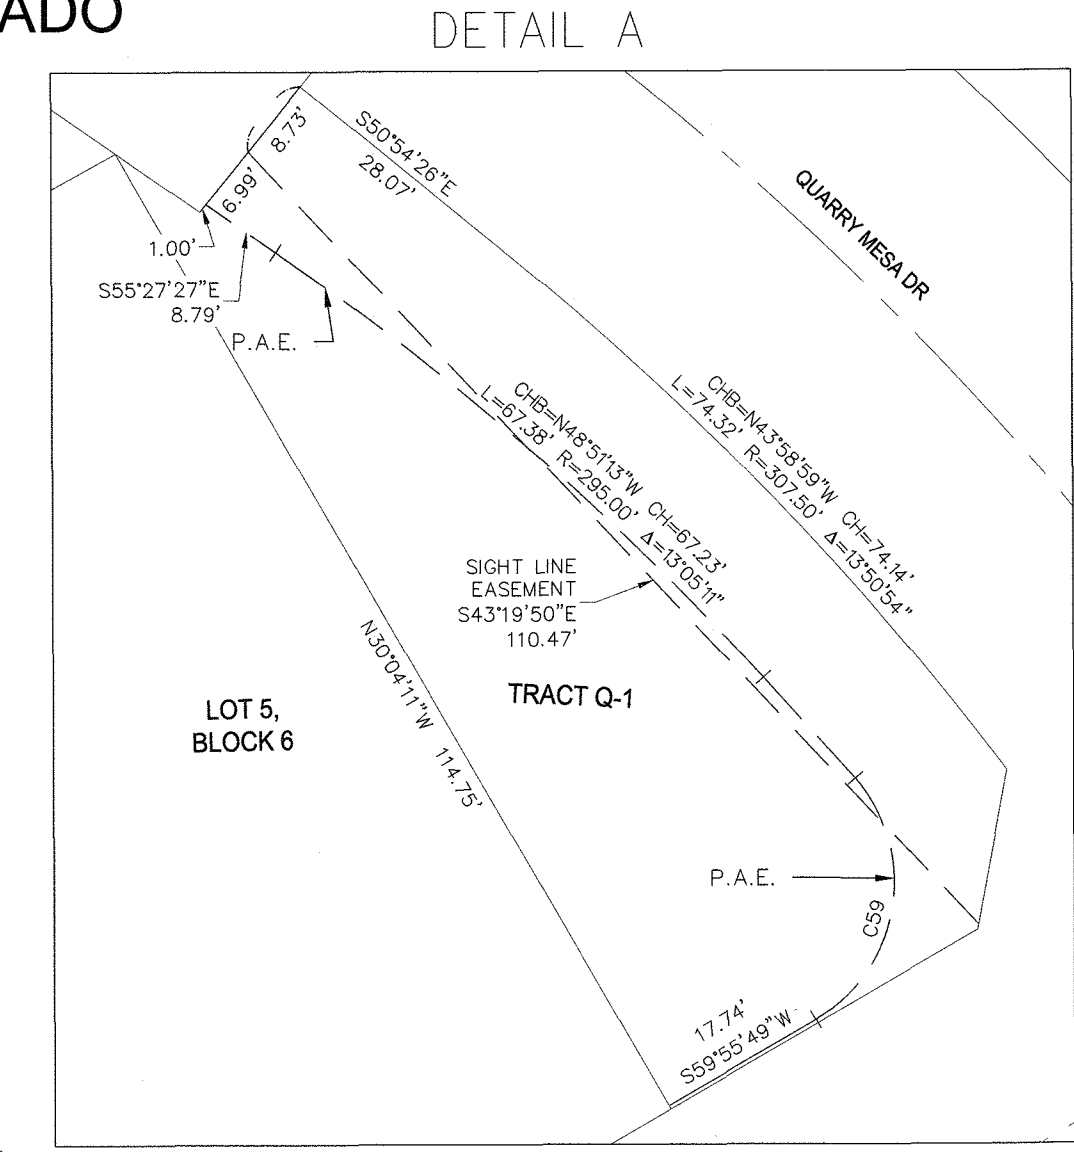 ADO
DETAIL A
8.73'
S50°54'26"E
28.07'
6.99'
QUARRY MESA DR
1.00'
S55°27'27"E
8.79'
P.A.E.
CHB=N48°51'13"W CH=67.23'
L=67.38' R=295.00' Δ=13°05'11"
CHB=N43°58'59"W CH=74.14'
L=74.32' R=307.50' Δ=13°50'54"
SIGHT LINE
EASEMENT
S43°19'50"E
110.47'
N30°04'11"W 114.75'
TRACT Q-1
LOT 5,
BLOCK 6
P.A.E.
C59
17.74'
S59°55'49"W